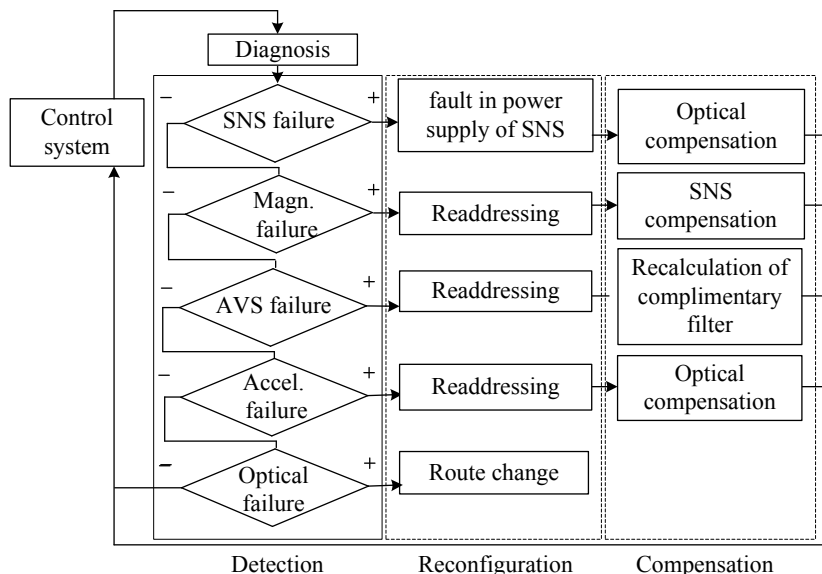 Diagnosis
Control
system
−
+
SNS failure
fault in power
supply of SNS
Optical
compensation
−
+
Magn.
failure
Readdressing
SNS
compensation
−
+
AVS failure
Readdressing
Recalculation of
complimentary
filter
−
+
Accel.
failure
Readdressing
Optical
compensation
−
+
Optical
failure
Route change
Detection
Reconfiguration
Compensation